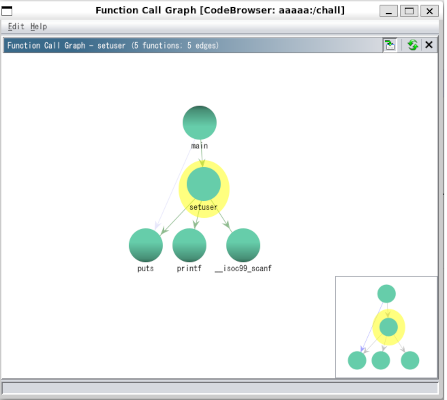 Function Call Graph [CodeBrowser: aaaaa:/chall]
Edit Help
Function Call Graph - setuser (5 functions; 5 edges)
main
setuser
puts printf __isoc99_scanf